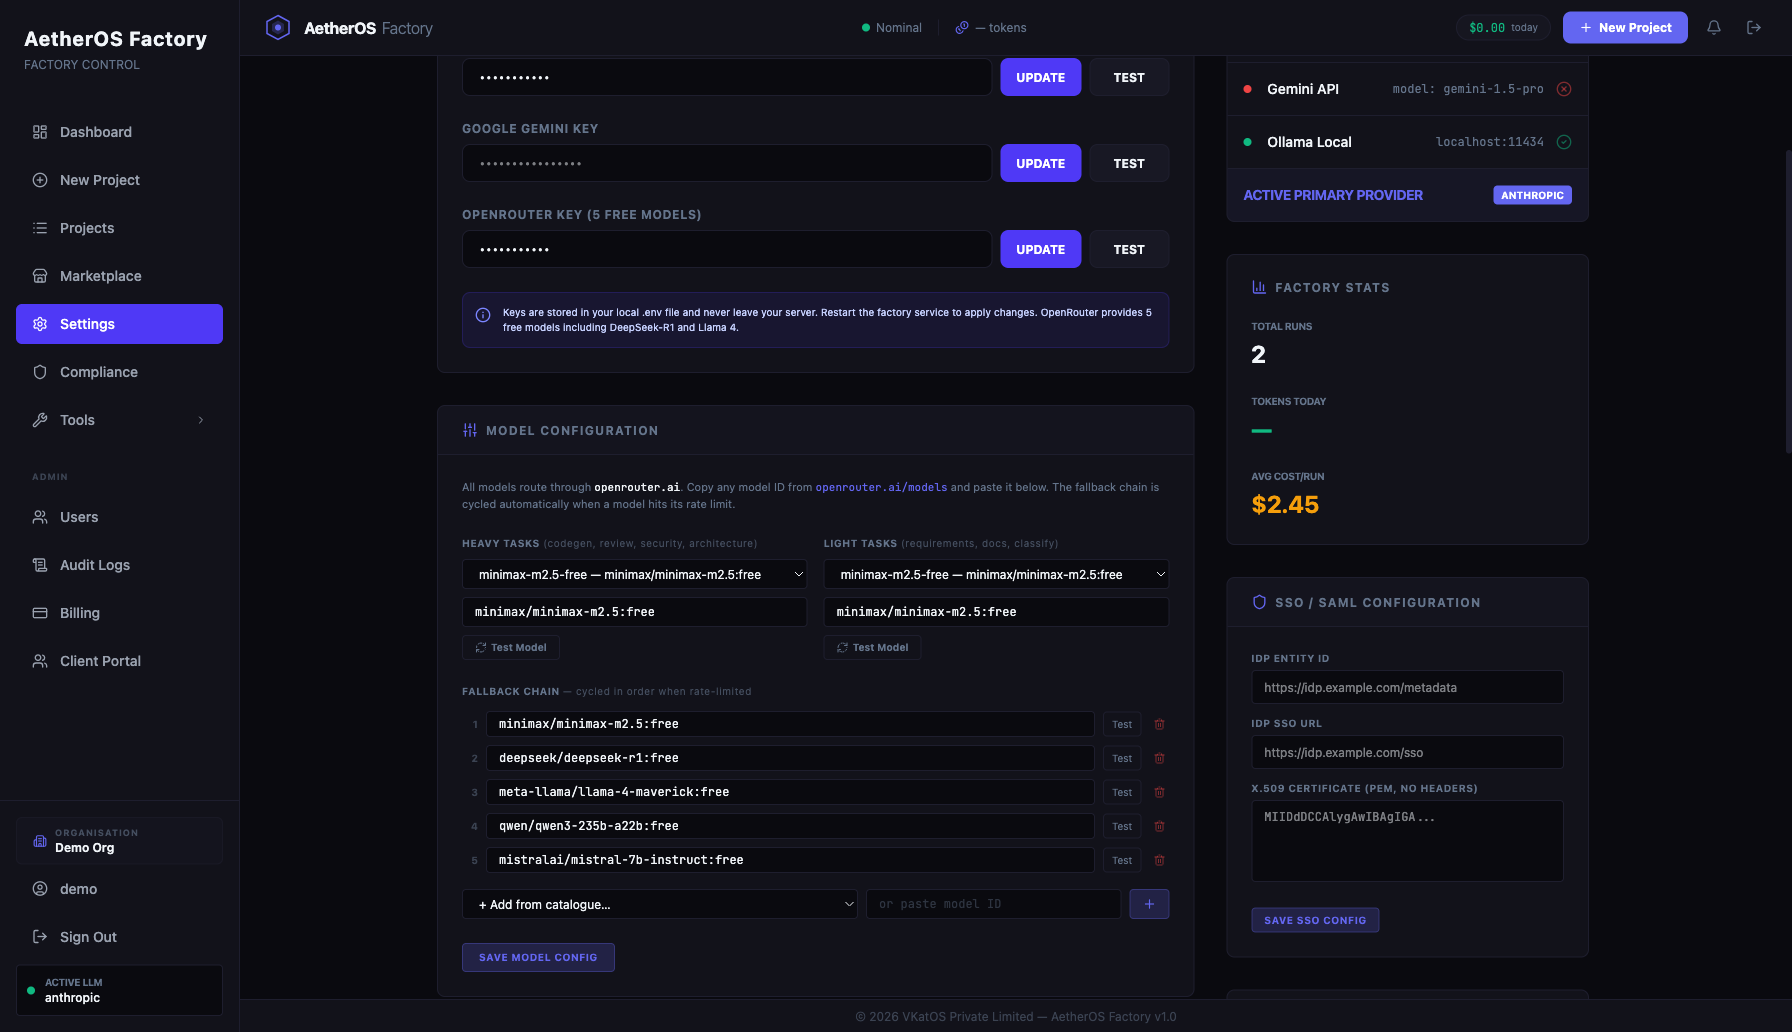 AetherOS Factory
FACTORY CONTROL
Dashboard
New Project
Projects
Marketplace
Settings
Compliance
Tools
ADMIN
Users
Audit Logs
Billing
Client Portal
ORGANISATION
Demo Org
demo
Sign Out
ACTIVE LLM
anthropic
AetherOS Factory
Nominal
— tokens
$0.00 today
+ New Project
•••••••••••
UPDATE
TEST
GOOGLE GEMINI KEY
•••••••••••••••
UPDATE
TEST
OPENROUTER KEY (5 FREE MODELS)
•••••••••••
UPDATE
TEST
Keys are stored in your local .env file and never leave your server. Restart the factory service to apply changes. OpenRouter provides 5
free models including DeepSeek-R1 and Llama 4.
MODEL CONFIGURATION
All models route through openrouter.ai. Copy any model ID from openrouter.ai/models and paste it below. The fallback chain is
cycled automatically when a model hits its rate limit.
HEAVY TASKS (codegen, review, security, architecture)
minimax-m2.5-free — minimax/minimax-m2.5:free
minimax/minimax-m2.5:free
Test Model
LIGHT TASKS (requirements, docs, classify)
minimax-m2.5-free — minimax/minimax-m2.5:free
minimax/minimax-m2.5:free
Test Model
FALLBACK CHAIN — cycled in order when rate-limited
1 minimax/minimax-m2.5:free Test
2 deepseek/deepseek-r1:free Test
3 meta-llama/llama-4-maverick:free Test
4 qwen/qwen3-235b-a22b:free Test
5 mistralai/mistral-7b-instruct:free Test
+ Add from catalogue...
or paste model ID
+
SAVE MODEL CONFIG
Gemini API model: gemini-1.5-pro
Ollama Local localhost:11434
ACTIVE PRIMARY PROVIDER ANTHROPIC
FACTORY STATS
TOTAL RUNS
2
TOKENS TODAY
—
AVG COST/RUN
$2.45
SSO / SAML CONFIGURATION
IDP ENTITY ID
https://idp.example.com/metadata
IDP SSO URL
https://idp.example.com/sso
X.509 CERTIFICATE (PEM, NO HEADERS)
MIIDdDCCAlygAwIBAgIGA...
SAVE SSO CONFIG
© 2026 VKatOS Private Limited — AetherOS Factory v1.0